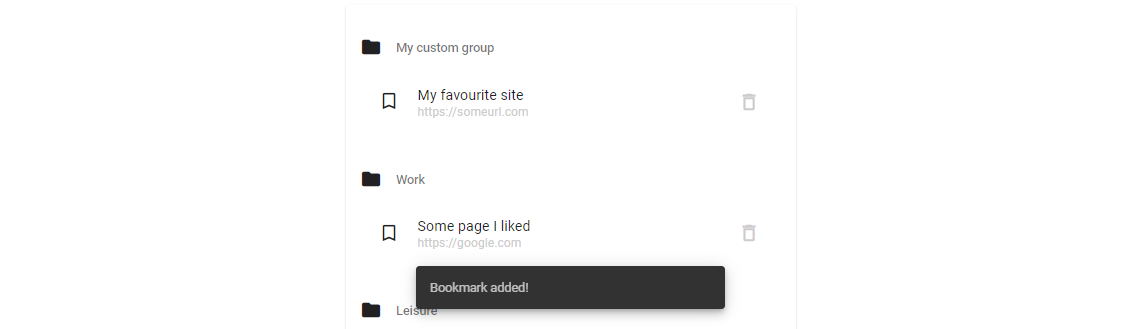 My custom group
My favourite site
https://someurl.com
Work
Some page I liked
https://google.com
Bookmark added!
Leisure